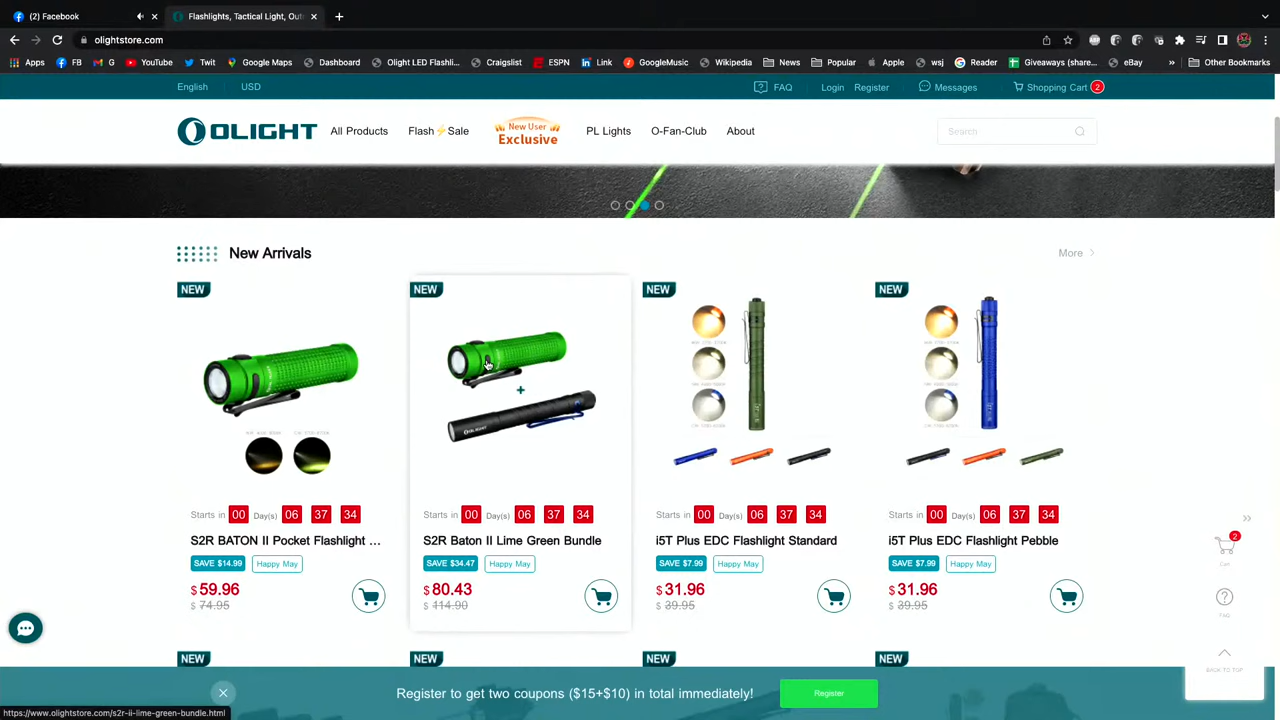 (2) Facebook
Flashlights, Tactical Light, Out
olightstore.com
Apps FB G YouTube Twitter Google Maps Dashboard Olight LED Flashli... Craigslist ESPN Link GoogleMusic Wikipedia News Popular Apple wsj Reader Giveaways (share... eBay » Other Bookmarks
English USD FAQ Login Register Messages Shopping Cart 2
OLIGHT All Products Flash⚡Sale New User Exclusive PL Lights O-Fan-Club About Search
New Arrivals More
NEW NEW NEW NEW
OLIGHT
Starts in 00 Day(s) 06 37 34 Starts in 00 Day(s) 06 37 34 Starts in 00 Day(s) 06 37 34 Starts in 00 Day(s) 06 37 34
S2R BATON II Pocket Flashlight ... S2R Baton II Lime Green Bundle i5T Plus EDC Flashlight Standard i5T Plus EDC Flashlight Pebble
SAVE $14.99 Happy May SAVE $34.47 Happy May SAVE $7.99 Happy May SAVE $7.99 Happy May
$59.96 $80.43 $31.96 $31.96
$ 74.95 $ 114.90 $ 39.95 $ 39.95
2
Cart
FAQ
BACK TO TOP
NEW NEW NEW NEW
Register to get two coupons ($15+$10) in total immediately! Register
https://www.olightstore.com/s2r-ii-lime-green-bundle.html